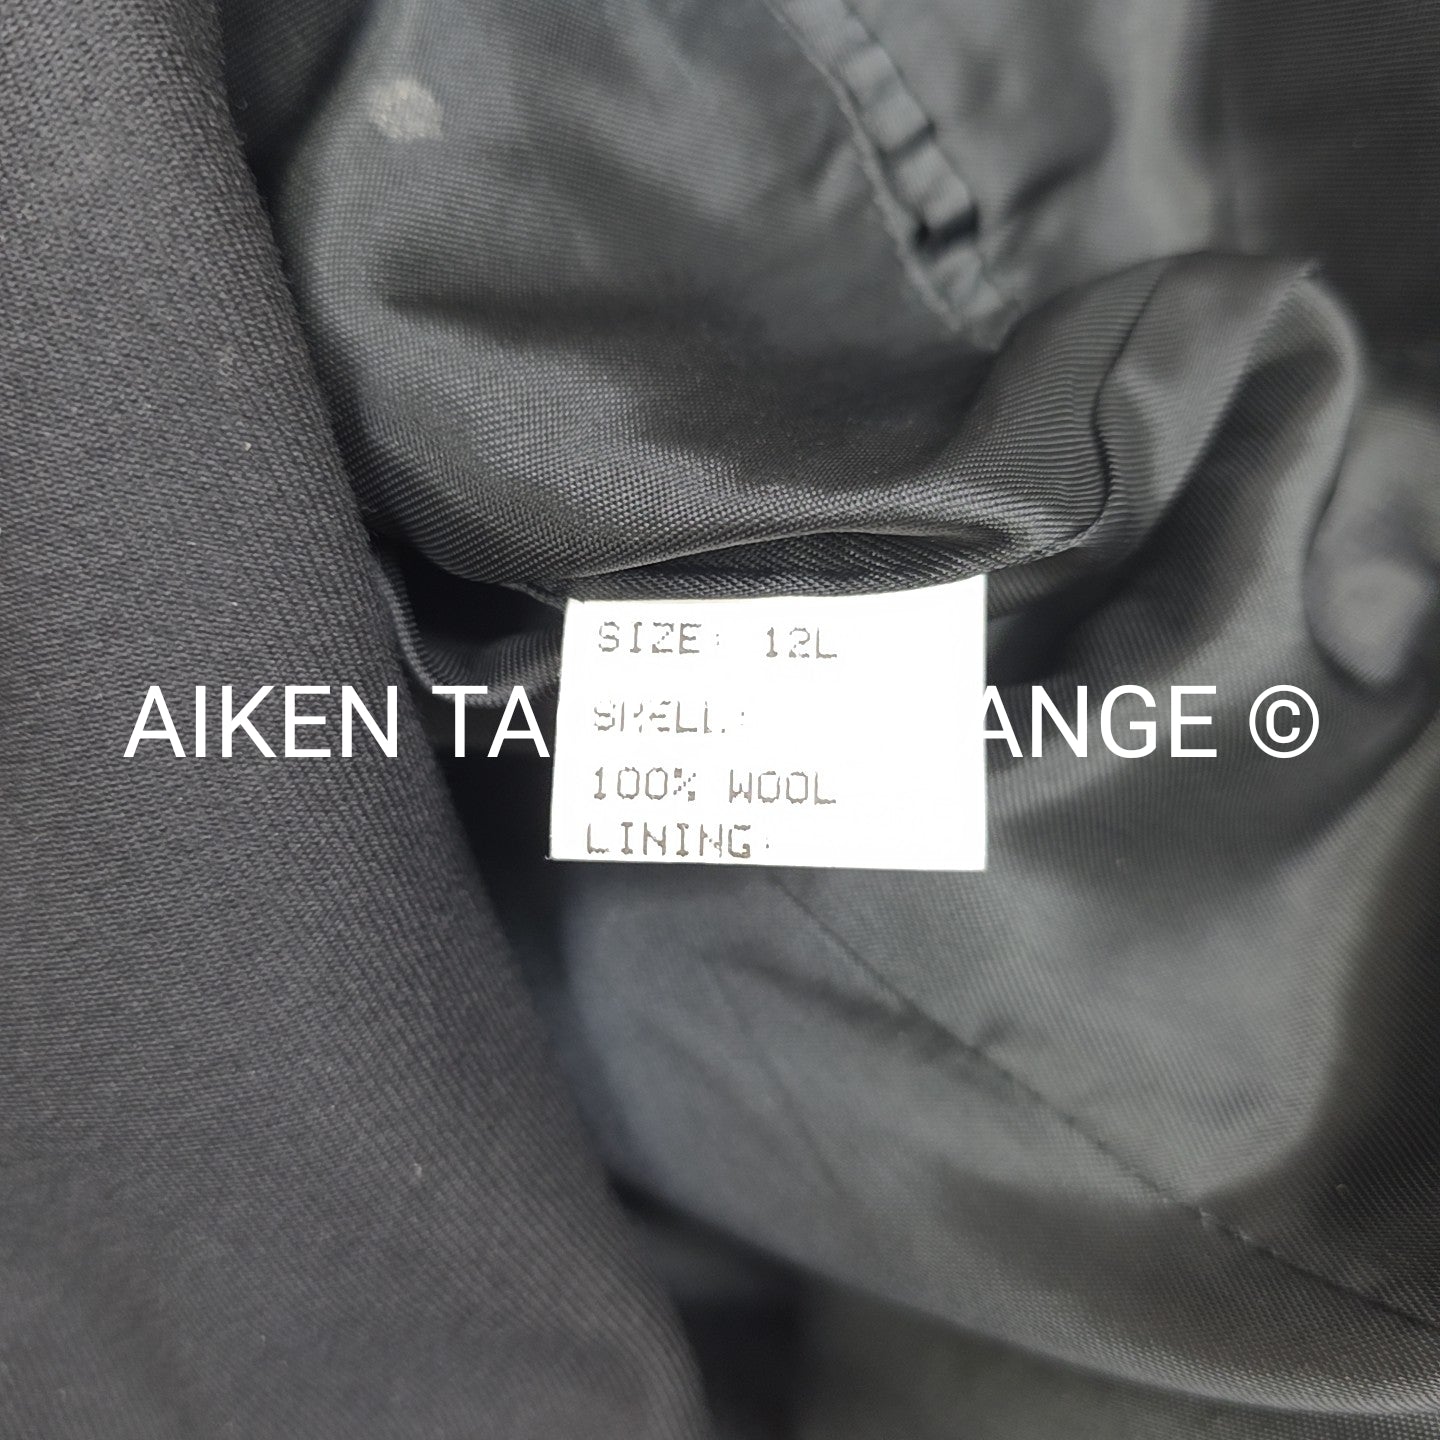 SIZE: 12L
AIKEN TA ANGE ©
SHELL:
100% WOOL
LINING: